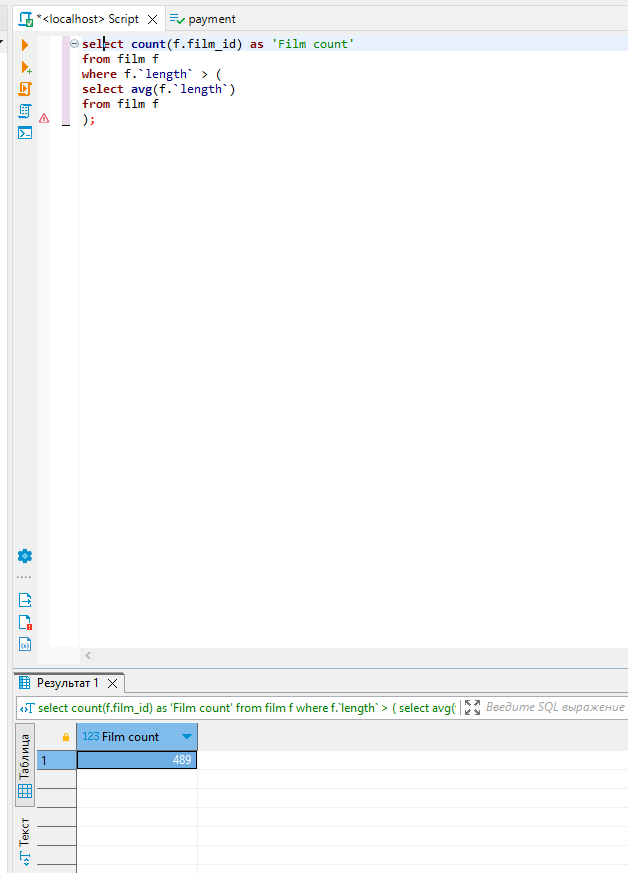 *<localhost> Script
payment
select count(f.film_id) as 'Film count'
from film f
where f.`length` > (
select avg(f.`length`)
from film f
);
Результат 1
select count(f.film_id) as 'Film count' from film f where f.`length` > ( select avg(
Введите SQL выражение
Таблица
123 Film count
1
489
Текст